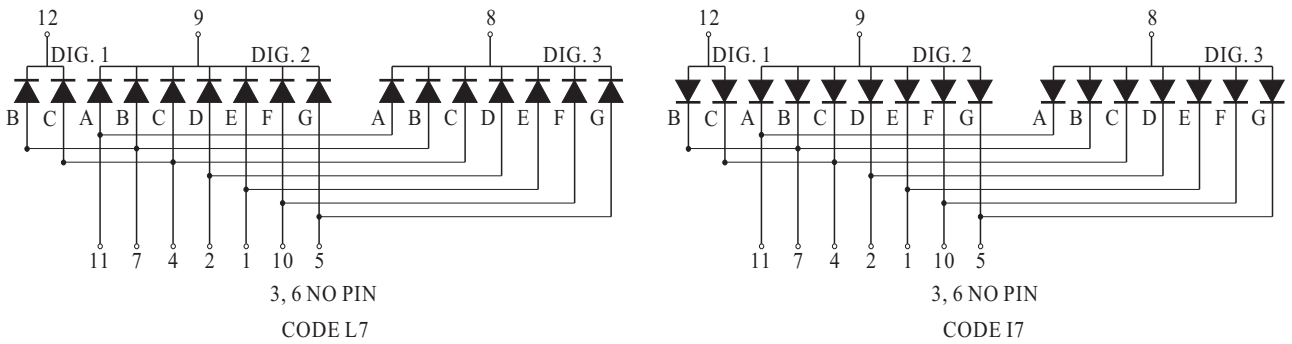 12 9 8
DIG. 1 DIG. 2 DIG. 3
B C A B C D E F G A B C D E F G
11 7 4 2 1 10 5
3, 6 NO PIN
CODE L7
12 9 8
DIG. 1 DIG. 2 DIG. 3
B C A B C D E F G A B C D E F G
11 7 4 2 1 10 5
3, 6 NO PIN
CODE I7